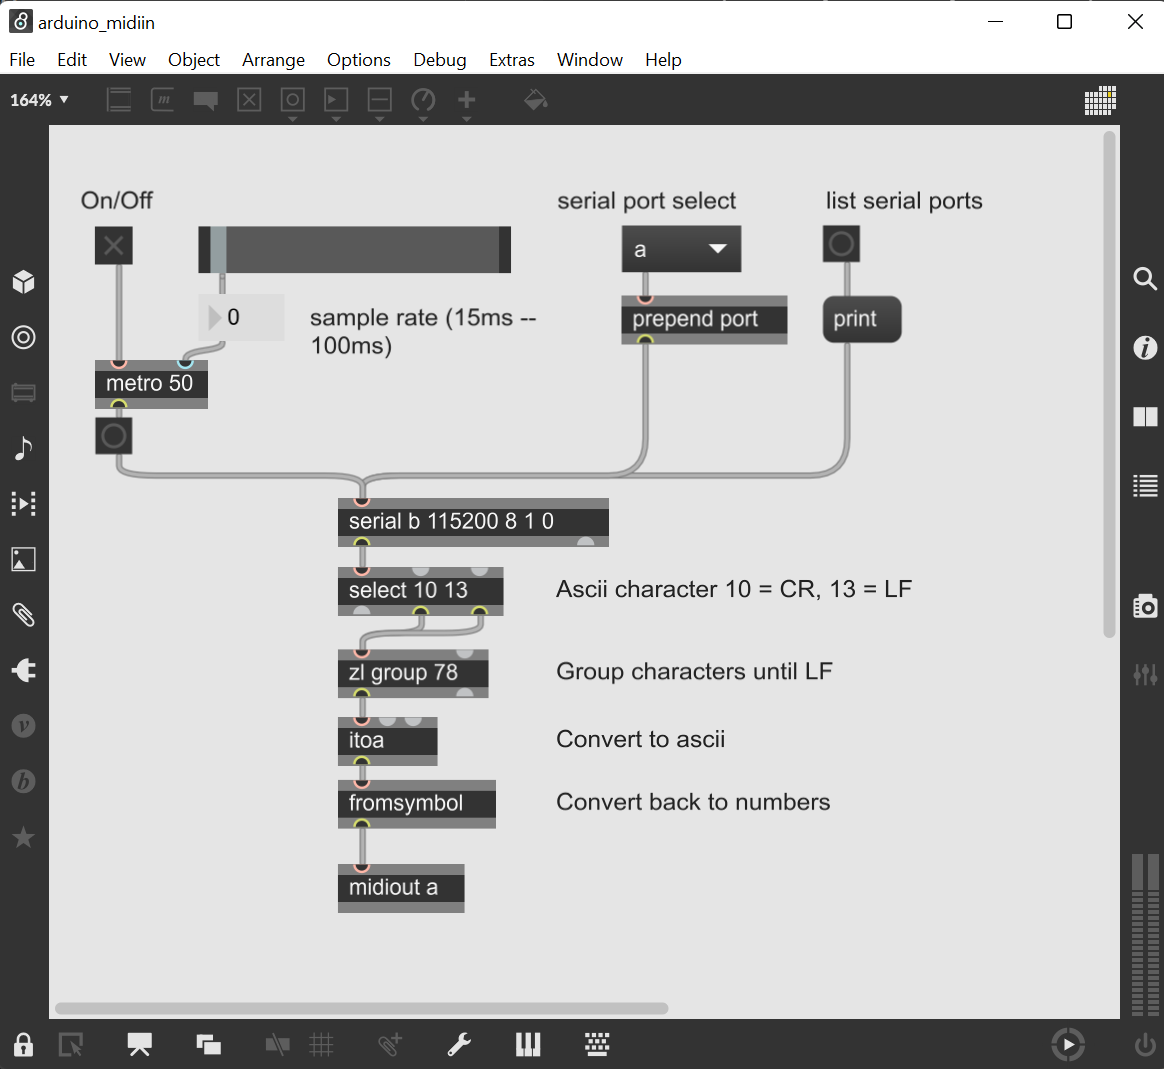 arduino_midiin
File Edit View Object Arrange Options Debug Extras Window Help
164%
On/Off
serial port select
list serial ports
a
0
sample rate (15ms --
100ms)
prepend port
print
metro 50
serial b 115200 8 1 0
select 10 13
Ascii character 10 = CR, 13 = LF
zl group 78
Group characters until LF
itoa
Convert to ascii
fromsymbol
Convert back to numbers
midiout a